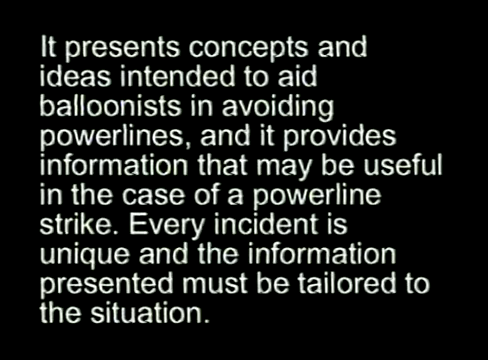 It presents concepts and
ideas intended to aid
balloonists in avoiding
powerlines, and it provides
information that may be useful
in the case of a powerline
strike. Every incident is
unique and the information
presented must be tailored to
the situation.